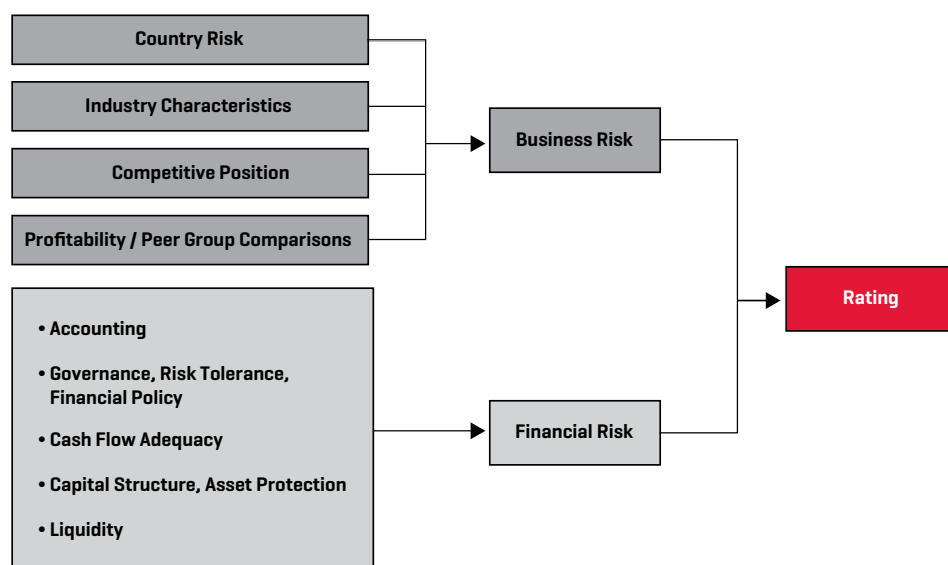 Country Risk
Industry Characteristics
Competitive Position
Profitability / Peer Group Comparisons
Business Risk
Rating
• Accounting
• Governance, Risk Tolerance,
Financial Policy
• Cash Flow Adequacy
• Capital Structure, Asset Protection
• Liquidity
Financial Risk